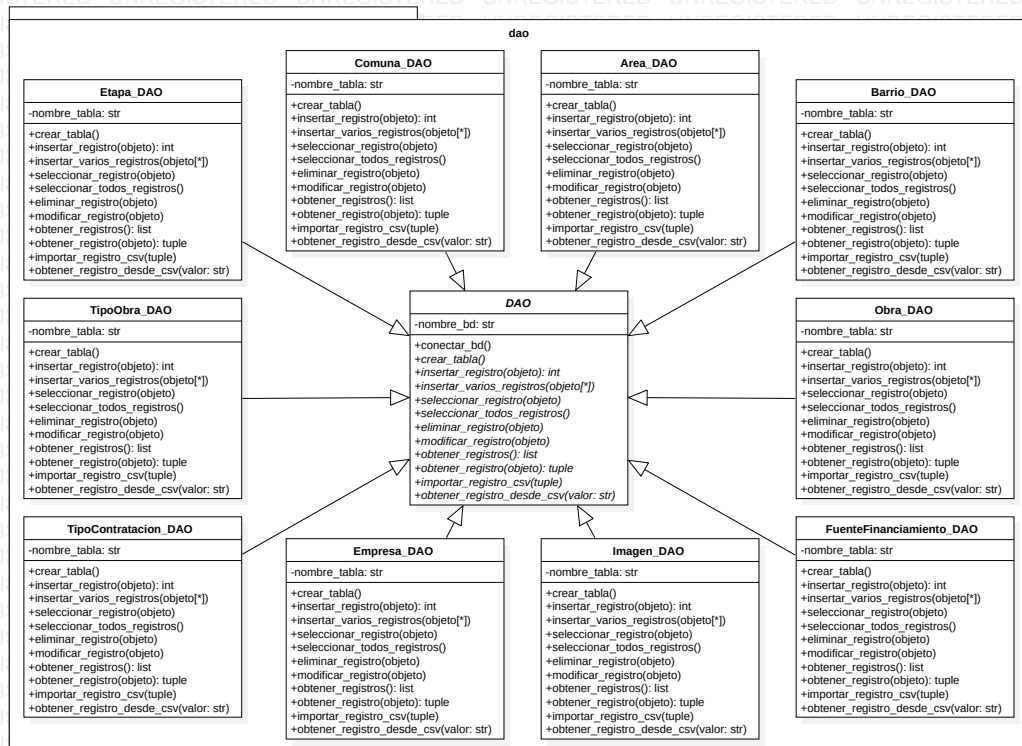 UNREGISTERED UNREGISTERED UNREGISTERED UNREGISTERED UNREGISTERED
dao
Comuna_DAO
-nombre_tabla: str
+crear_tabla()
+insertar_registro(objeto): int
+insertar_varios_registros(objeto[*])
+seleccionar_registro(objeto)
+seleccionar_todos_registros()
+eliminar_registro(objeto)
+modificar_registro(objeto)
+obtener_registros(): list
+obtener_registro(objeto): tuple
+importar_registro_csv(tuple)
+obtener_registro_desde_csv(valor: str)
Area_DAO
-nombre_tabla: str
+crear_tabla()
+insertar_registro(objeto): int
+insertar_varios_registros(objeto[*])
+seleccionar_registro(objeto)
+seleccionar_todos_registros()
+eliminar_registro(objeto)
+modificar_registro(objeto)
+obtener_registros(): list
+obtener_registro(objeto): tuple
+importar_registro_csv(tuple)
+obtener_registro_desde_csv(valor: str)
Etapa_DAO
-nombre_tabla: str
+crear_tabla()
+insertar_registro(objeto): int
+insertar_varios_registros(objeto[*])
+seleccionar_registro(objeto)
+seleccionar_todos_registros()
+eliminar_registro(objeto)
+modificar_registro(objeto)
+obtener_registros(): list
+obtener_registro(objeto): tuple
+importar_registro_csv(tuple)
+obtener_registro_desde_csv(valor: str)
Barrio_DAO
-nombre_tabla: str
+crear_tabla()
+insertar_registro(objeto): int
+insertar_varios_registros(objeto[*])
+seleccionar_registro(objeto)
+seleccionar_todos_registros()
+eliminar_registro(objeto)
+modificar_registro(objeto)
+obtener_registros(): list
+obtener_registro(objeto): tuple
+importar_registro_csv(tuple)
+obtener_registro_desde_csv(valor: str)
DAO
-nombre_bd: str
+conectar_bd()
+crear_tabla()
+insertar_registro(objeto): int
+insertar_varios_registros(objeto[*])
+seleccionar_registro(objeto)
+seleccionar_todos_registros()
+eliminar_registro(objeto)
+modificar_registro(objeto)
+obtener_registros(): list
+obtener_registro(objeto): tuple
+importar_registro_csv(tuple)
+obtener_registro_desde_csv(valor: str)
TipoObra_DAO
-nombre_tabla: str
+crear_tabla()
+insertar_registro(objeto): int
+insertar_varios_registros(objeto[*])
+seleccionar_registro(objeto)
+seleccionar_todos_registros()
+eliminar_registro(objeto)
+modificar_registro(objeto)
+obtener_registros(): list
+obtener_registro(objeto): tuple
+importar_registro_csv(tuple)
+obtener_registro_desde_csv(valor: str)
Obra_DAO
-nombre_tabla: str
+crear_tabla()
+insertar_registro(objeto): int
+insertar_varios_registros(objeto[*])
+seleccionar_registro(objeto)
+seleccionar_todos_registros()
+eliminar_registro(objeto)
+modificar_registro(objeto)
+obtener_registros(): list
+obtener_registro(objeto): tuple
+importar_registro_csv(tuple)
+obtener_registro_desde_csv(valor: str)
TipoContratacion_DAO
-nombre_tabla: str
+crear_tabla()
+insertar_registro(objeto): int
+insertar_varios_registros(objeto[*])
+seleccionar_registro(objeto)
+seleccionar_todos_registros()
+eliminar_registro(objeto)
+modificar_registro(objeto)
+obtener_registros(): list
+obtener_registro(objeto): tuple
+importar_registro_csv(tuple)
+obtener_registro_desde_csv(valor: str)
Empresa_DAO
-nombre_tabla: str
+crear_tabla()
+insertar_registro(objeto): int
+insertar_varios_registros(objeto[*])
+seleccionar_registro(objeto)
+seleccionar_todos_registros()
+eliminar_registro(objeto)
+modificar_registro(objeto)
+obtener_registros(): list
+obtener_registro(objeto): tuple
+importar_registro_csv(tuple)
+obtener_registro_desde_csv(valor: str)
Imagen_DAO
-nombre_tabla: str
+crear_tabla()
+insertar_registro(objeto): int
+insertar_varios_registros(objeto[*])
+seleccionar_registro(objeto)
+seleccionar_todos_registros()
+eliminar_registro(objeto)
+modificar_registro(objeto)
+obtener_registros(): list
+obtener_registro(objeto): tuple
+importar_registro_csv(tuple)
+obtener_registro_desde_csv(valor: str)
FuenteFinanciamiento_DAO
-nombre_tabla: str
+crear_tabla()
+insertar_registro(objeto): int
+insertar_varios_registros(objeto[*])
+seleccionar_registro(objeto)
+seleccionar_todos_registros()
+eliminar_registro(objeto)
+modificar_registro(objeto)
+obtener_registros(): list
+obtener_registro(objeto): tuple
+importar_registro_csv(tuple)
+obtener_registro_desde_csv(valor: str)